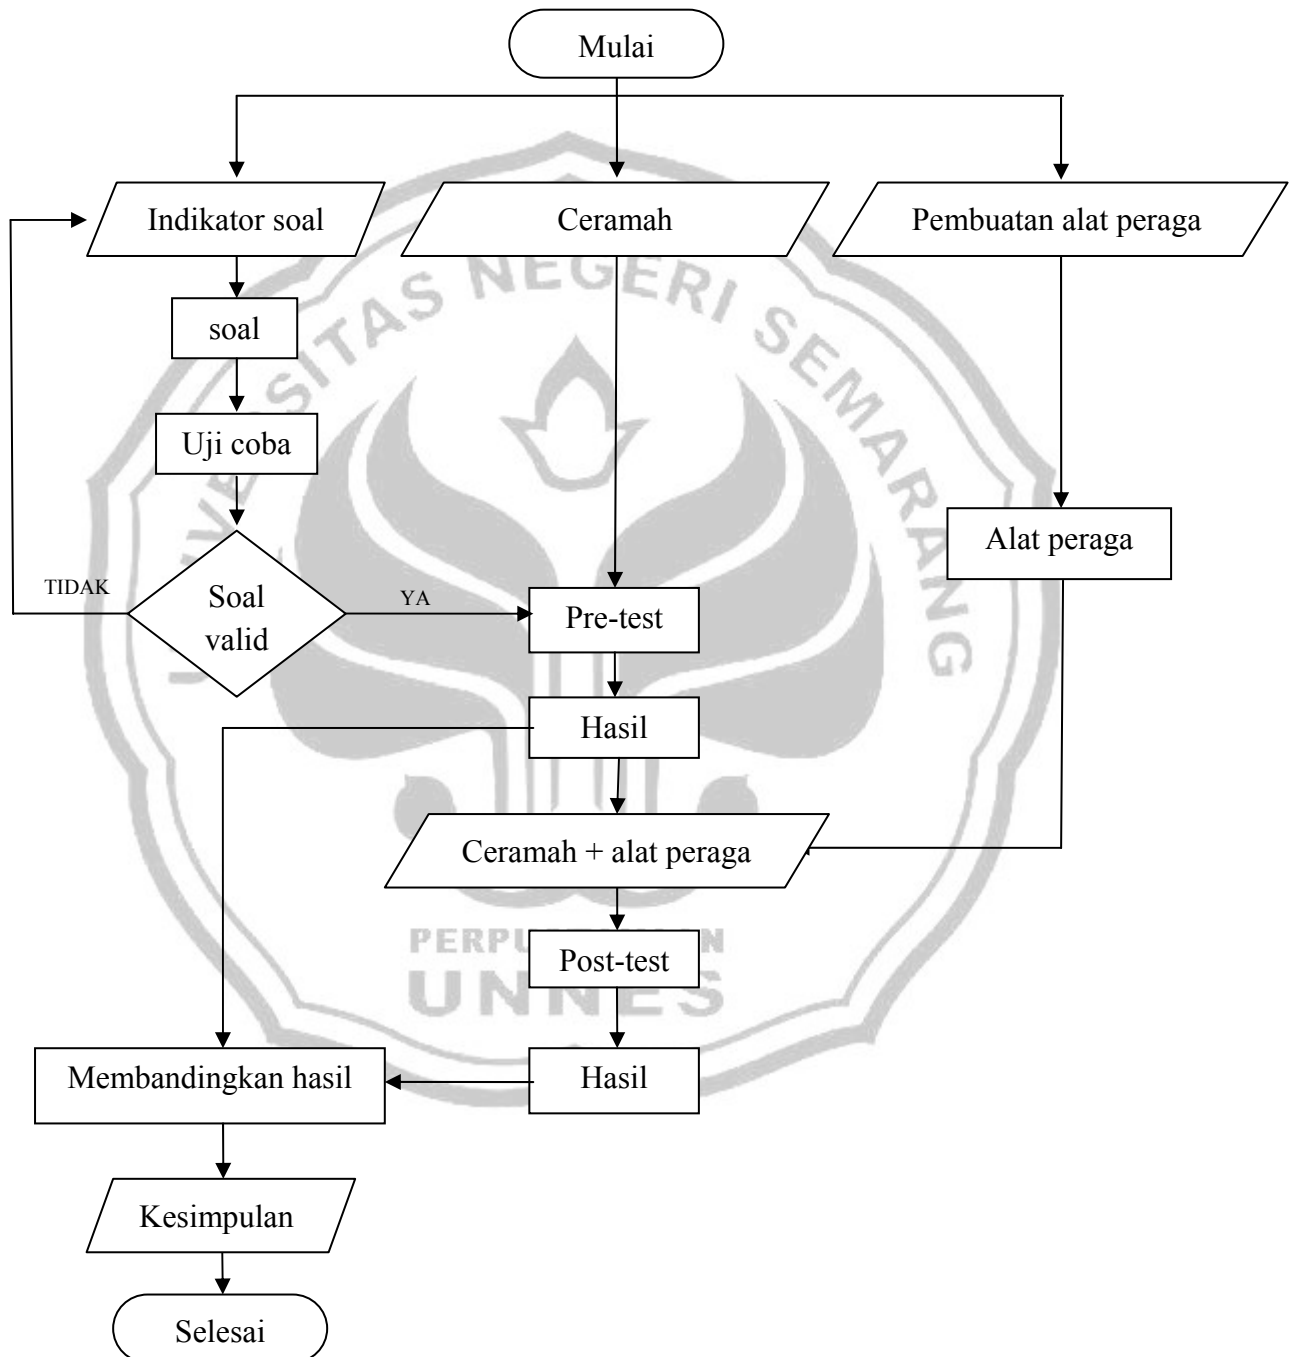 Mulai
Indikator soal
Ceramah
Pembuatan alat peraga
UNIVERSITAS NEGERI SEMARANG
soal
Uji coba
Alat peraga
TIDAK
Soal
valid
YA
Pre-test
Hasil
Ceramah + alat peraga
Post-test
UNNES
Membandingkan hasil
Hasil
Kesimpulan
Selesai